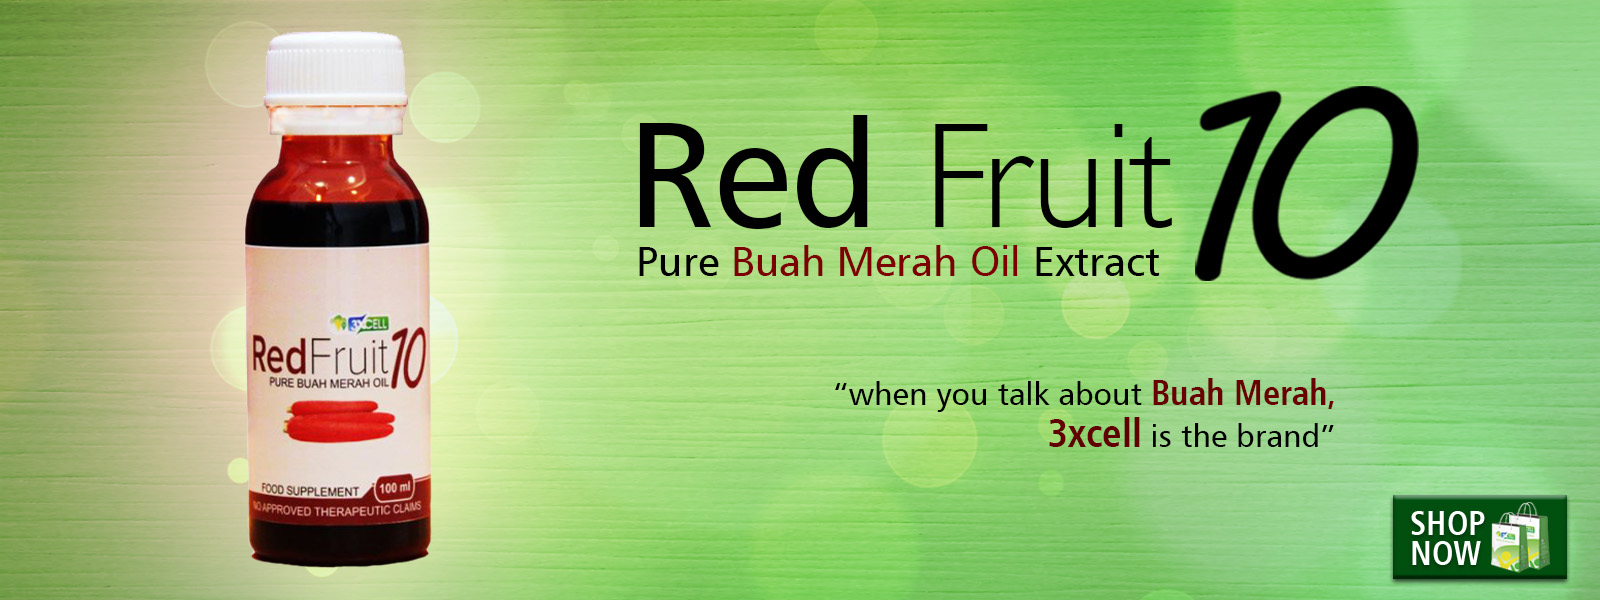 Red Fruit 10
Pure Buah Merah Oil Extract
“when you talk about Buah Merah,
3xcell is the brand”
SHOP
NOW
3XCELL
RedFruit10
PURE BUAH MERAH OIL
FOOD SUPPLEMENT 100 ml
NO APPROVED THERAPEUTIC CLAIMS